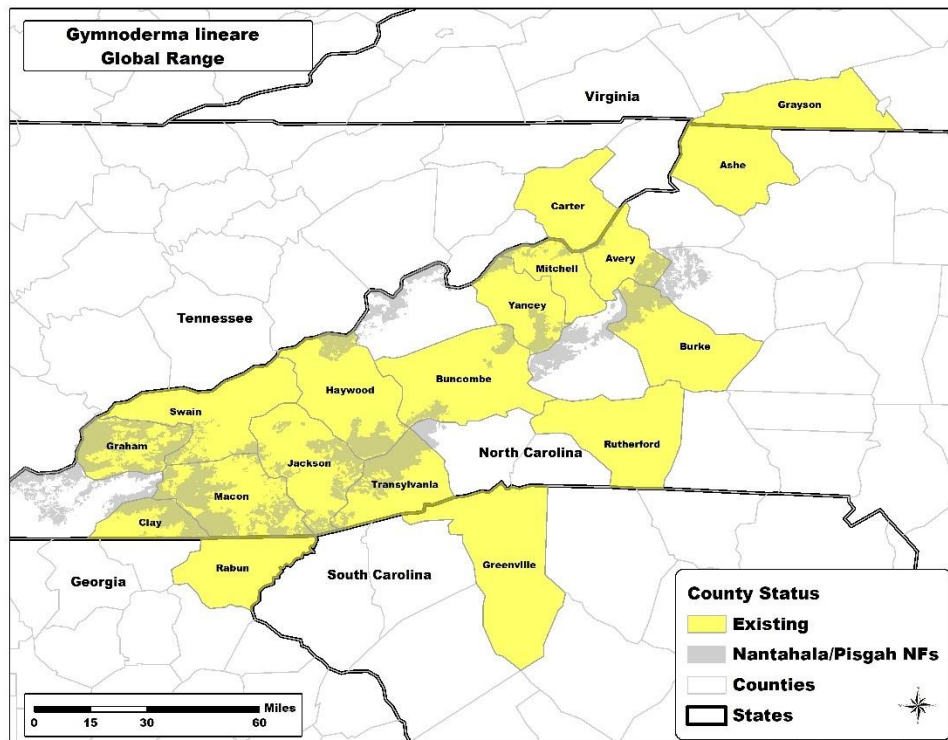 Gymnoderma lineare
Global Range
Virginia
Grayson
Ashe
Carter
Avery
Mitchell
Yancey
Tennessee
Burke
Buncombe
Haywood
Swain
Graham
Rutherford
North Carolina
Jackson
Transylvania
Macon
Clay
Rabun
Greenville
Georgia
South Carolina
County Status
Existing
Nantahala/Pisgah NFs
Counties
States
Miles
0 15 30 60